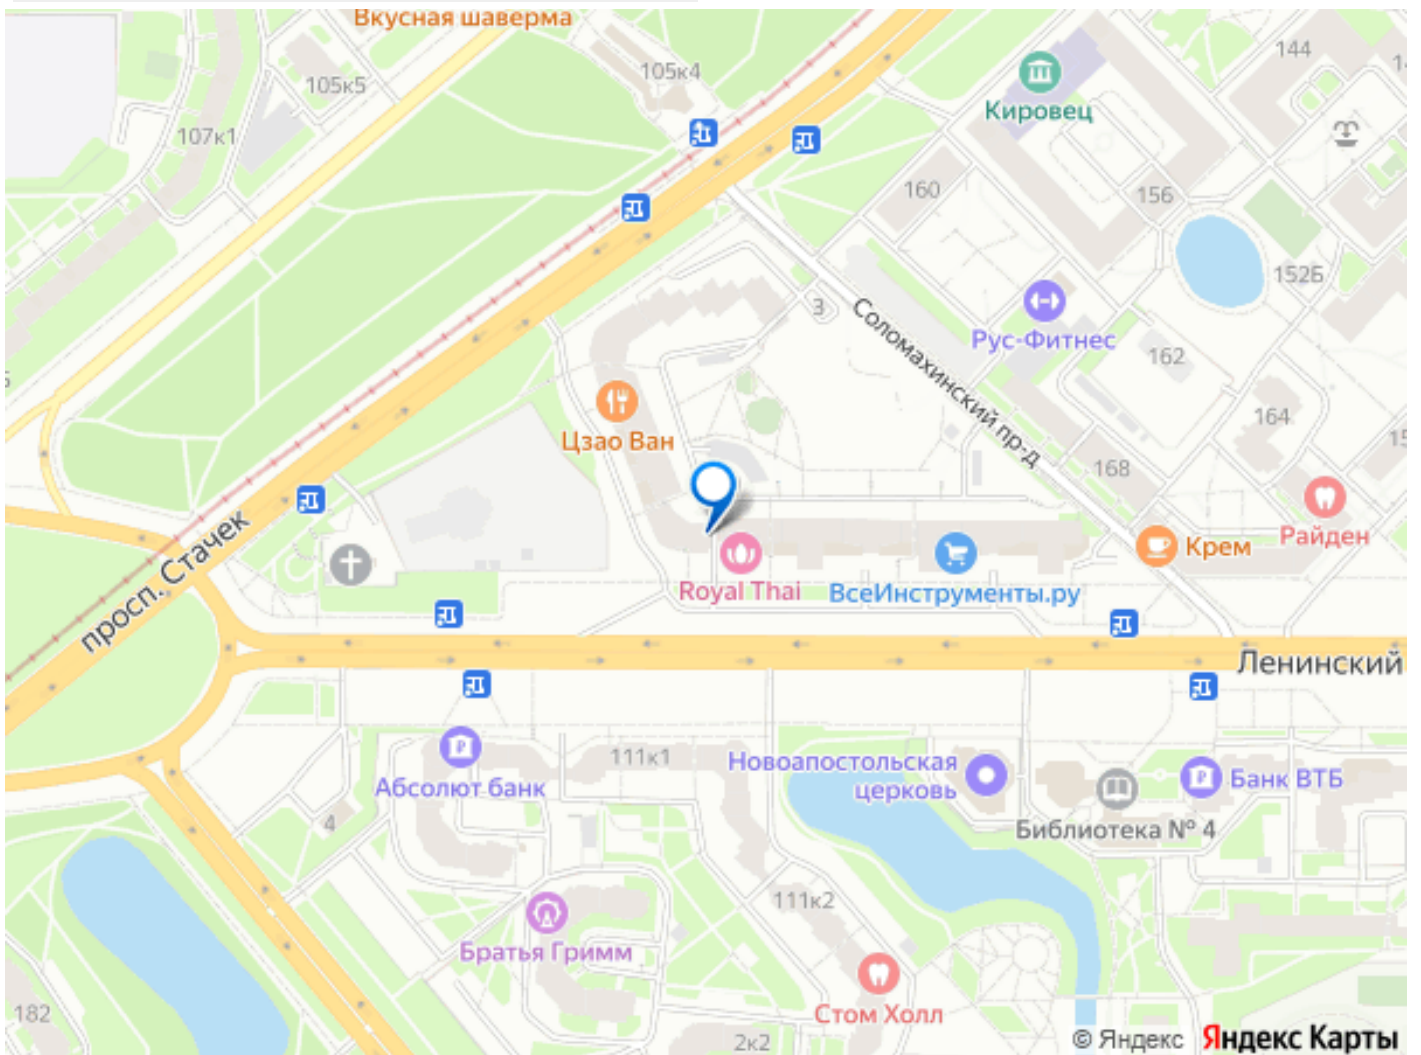 Вкусная шаверма
105к5
105к4
144
107к1
Кировец
160
156
152Б
3
Соломахинский пр-д
Рус-Фитнес
162
Цзао Ван
164
168
Райден
просп. Стачек
Крем
Royal Thai
ВсеИнструменты.ру
Ленинский
111к1
Абсолют банк
Новоапостольская
церковь
Банк ВТБ
4
Библиотека № 4
111к2
Братья Гримм
Стом Холл
182
2к2
© Яндекс Яндекс Карты